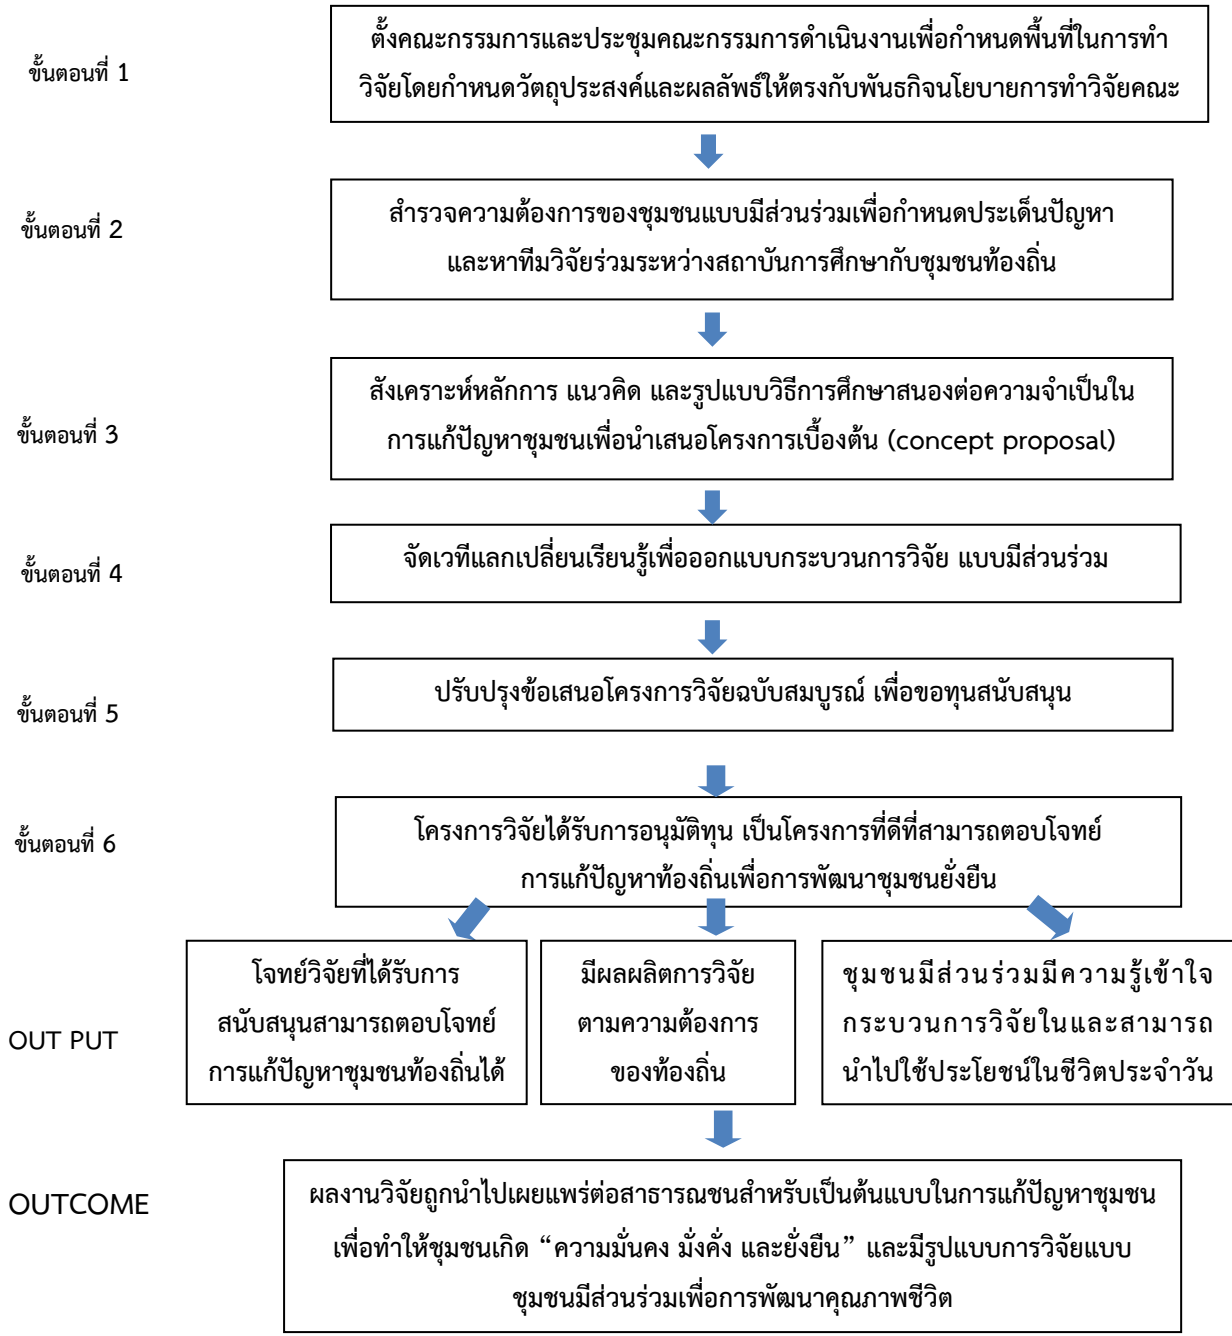 ขั้นตอนที่ 1
ตั้งคณะกรรมการและประชุมคณะกรรมการดำเนินงานเพื่อกำหนดพื้นที่ในการทำ
วิจัยโดยกำหนดวัตถุประสงค์และผลลัพธ์ให้ตรงกับพันธกิจนโยบายการทำวิจัยคณะ
ขั้นตอนที่ 2
สำรวจความต้องการของชุมชนแบบมีส่วนร่วมเพื่อกำหนดประเด็นปัญหา
และหาทีมวิจัยร่วมระหว่างสถาบันการศึกษากับชุมชนท้องถิ่น
ขั้นตอนที่ 3
สังเคราะห์หลักการ แนวคิด และรูปแบบวิธีการศึกษาสนองต่อความจำเป็นใน
การแก้ปัญหาชุมชนเพื่อนำเสนอโครงการเบื้องต้น (concept proposal)
ขั้นตอนที่ 4
จัดเวทีแลกเปลี่ยนเรียนรู้เพื่อออกแบบกระบวนการวิจัย แบบมีส่วนร่วม
ขั้นตอนที่ 5
ปรับปรุงข้อเสนอโครงการวิจัยฉบับสมบูรณ์ เพื่อขอทุนสนับสนุน
ขั้นตอนที่ 6
โครงการวิจัยได้รับการอนุมัติทุน เป็นโครงการที่ดีที่สามารถตอบโจทย์
การแก้ปัญหาท้องถิ่นเพื่อการพัฒนาชุมชนยั่งยืน
OUT PUT
โจทย์วิจัยที่ได้รับการ
สนับสนุนสามารถตอบโจทย์
การแก้ปัญหาชุมชนท้องถิ่นได้
มีผลผลิตการวิจัย
ตามความต้องการ
ของท้องถิ่น
ชุมชนมีส่วนร่วมมีความรู้เข้าใจ
กระบวนการวิจัยในและสามารถ
นำไปใช้ประโยชน์ในชีวิตประจำวัน
OUTCOME
ผลงานวิจัยถูกนำไปเผยแพร่ต่อสาธารณชนสำหรับเป็นต้นแบบในการแก้ปัญหาชุมชน
เพื่อทำให้ชุมชนเกิด “ความมั่นคง มั่งคั่ง และยั่งยืน” และมีรูปแบบการวิจัยแบบ
ชุมชนมีส่วนร่วมเพื่อการพัฒนาคุณภาพชีวิต